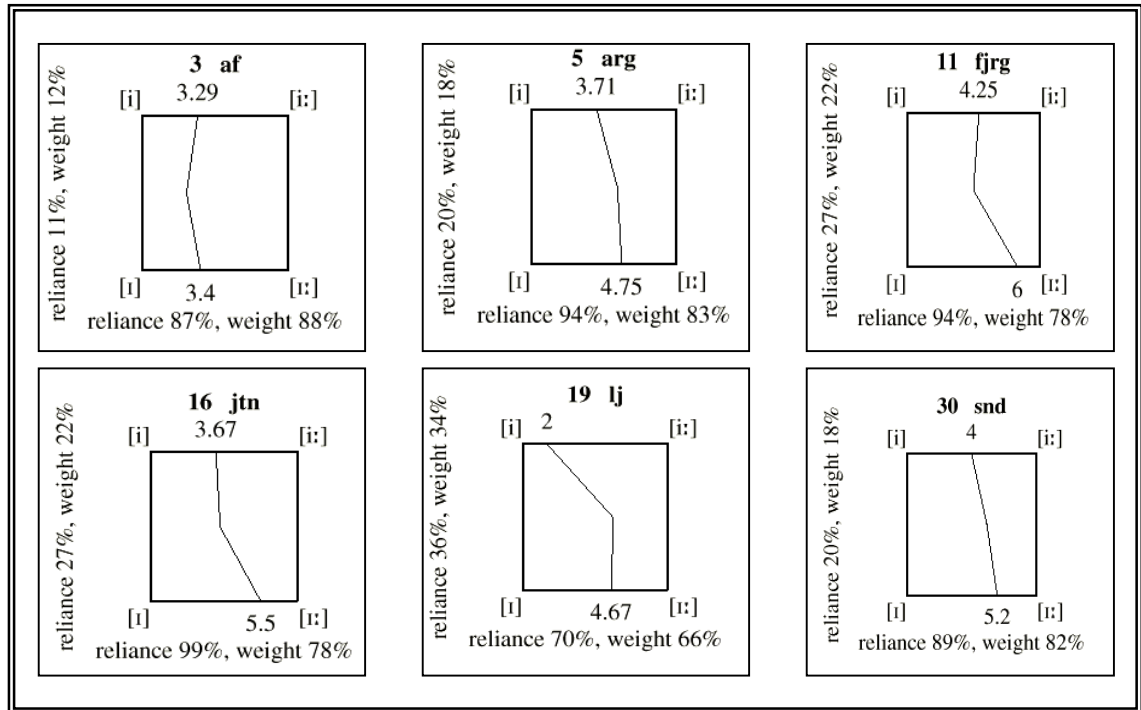 3 af
3.29
[i] [iː]
reliance 11%, weight 12%
[ɪ] [ɪː]
3.4
reliance 87%, weight 88%
5 arg
3.71
[i] [iː]
reliance 20%, weight 18%
[ɪ] [ɪː]
4.75
reliance 94%, weight 83%
11 fjrg
4.25
[i] [iː]
reliance 27%, weight 22%
[ɪ] [ɪː]
6
reliance 94%, weight 78%
16 jtn
3.67
[i] [iː]
reliance 27%, weight 22%
[ɪ] [ɪː]
5.5
reliance 99%, weight 78%
19 lj
[i] 2 [iː]
reliance 36%, weight 34%
[ɪ] [ɪː]
4.67
reliance 70%, weight 66%
30 snd
4
[i] [iː]
reliance 20%, weight 18%
[ɪ] [ɪː]
5.2
reliance 89%, weight 82%